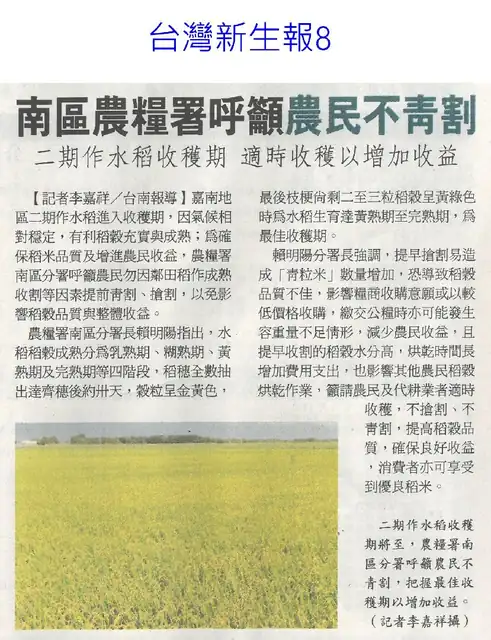 台灣新生報8
南區農糧署呼籲農民不靑割
二期作水稻收穫期 適時收穫以增加收益
【記者李嘉祥／台南報導】嘉南地
區二期作水稻進入收穫期，因氣候相
對穩定，有利稻穀充實與成熟；爲確
保稻米品質及增進農民收益，農糧署
南區分署呼籲農民勿因鄰田稻作成熟
收割等因素提前靑割、搶割，以免影
響稻穀品質與整體收益。
農糧署南區分署長賴明陽指出，水
稻稻穀成熟分爲乳熟期、糊熟期、黃
熟期及完熟期等四階段，稻穗全數抽
出達齊穗後約卅天，穀粒呈金黃色，
最後枝梗尙剩二至三粒稻穀呈黃綠色
時爲水稻生育達黃熟期至完熟期，爲
最佳收穫期。
賴明陽分署長強調，提早搶割易造
成「靑粒米」數量增加，恐導致稻穀
品質不佳，影響糧商收購意願或以較
低價格收購，繳交公糧時亦可能發生
容重量不足情形，減少農民收益，且
提早收割的稻穀水分高，烘乾時間長
增加費用支出，也影響其他農民稻穀
烘乾作業，籲請農民及代耕業者適時
收穫，不搶割、不
靑割，提高稻穀品
質，確保良好收益
，消費者亦可享受
到優良稻米。
二期作水稻收穫
期將至，農糧署南
區分署呼籲農民不
青割，把握最佳收
穫期以增加收益。
（記者李嘉祥攝）